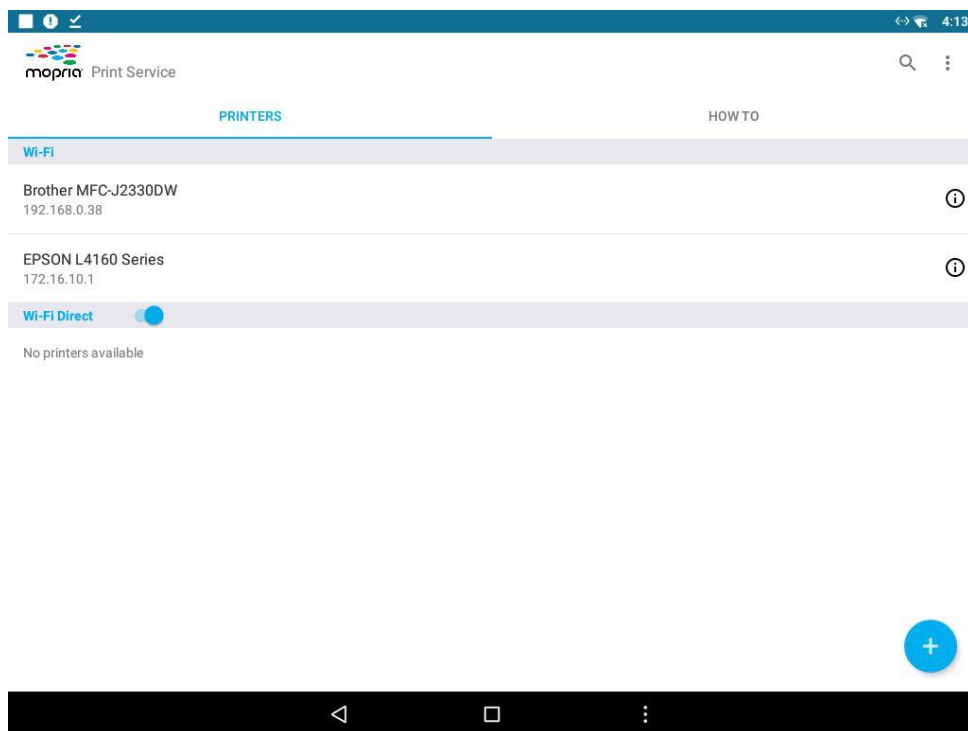 4:13
mopria Print Service
PRINTERS
HOW TO
Wi-Fi
Brother MFC-J2330DW
192.168.0.38
EPSON L4160 Series
172.16.10.1
Wi-Fi Direct
No printers available